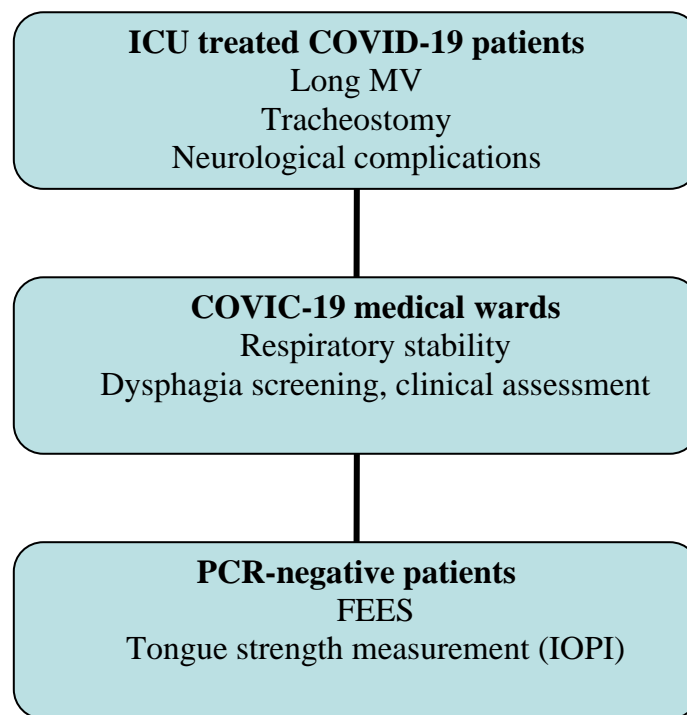 ICU treated COVID-19 patients
Long MV
Tracheostomy
Neurological complications
COVIC-19 medical wards
Respiratory stability
Dysphagia screening, clinical assessment
PCR-negative patients
FEES
Tongue strength measurement (IOPI)